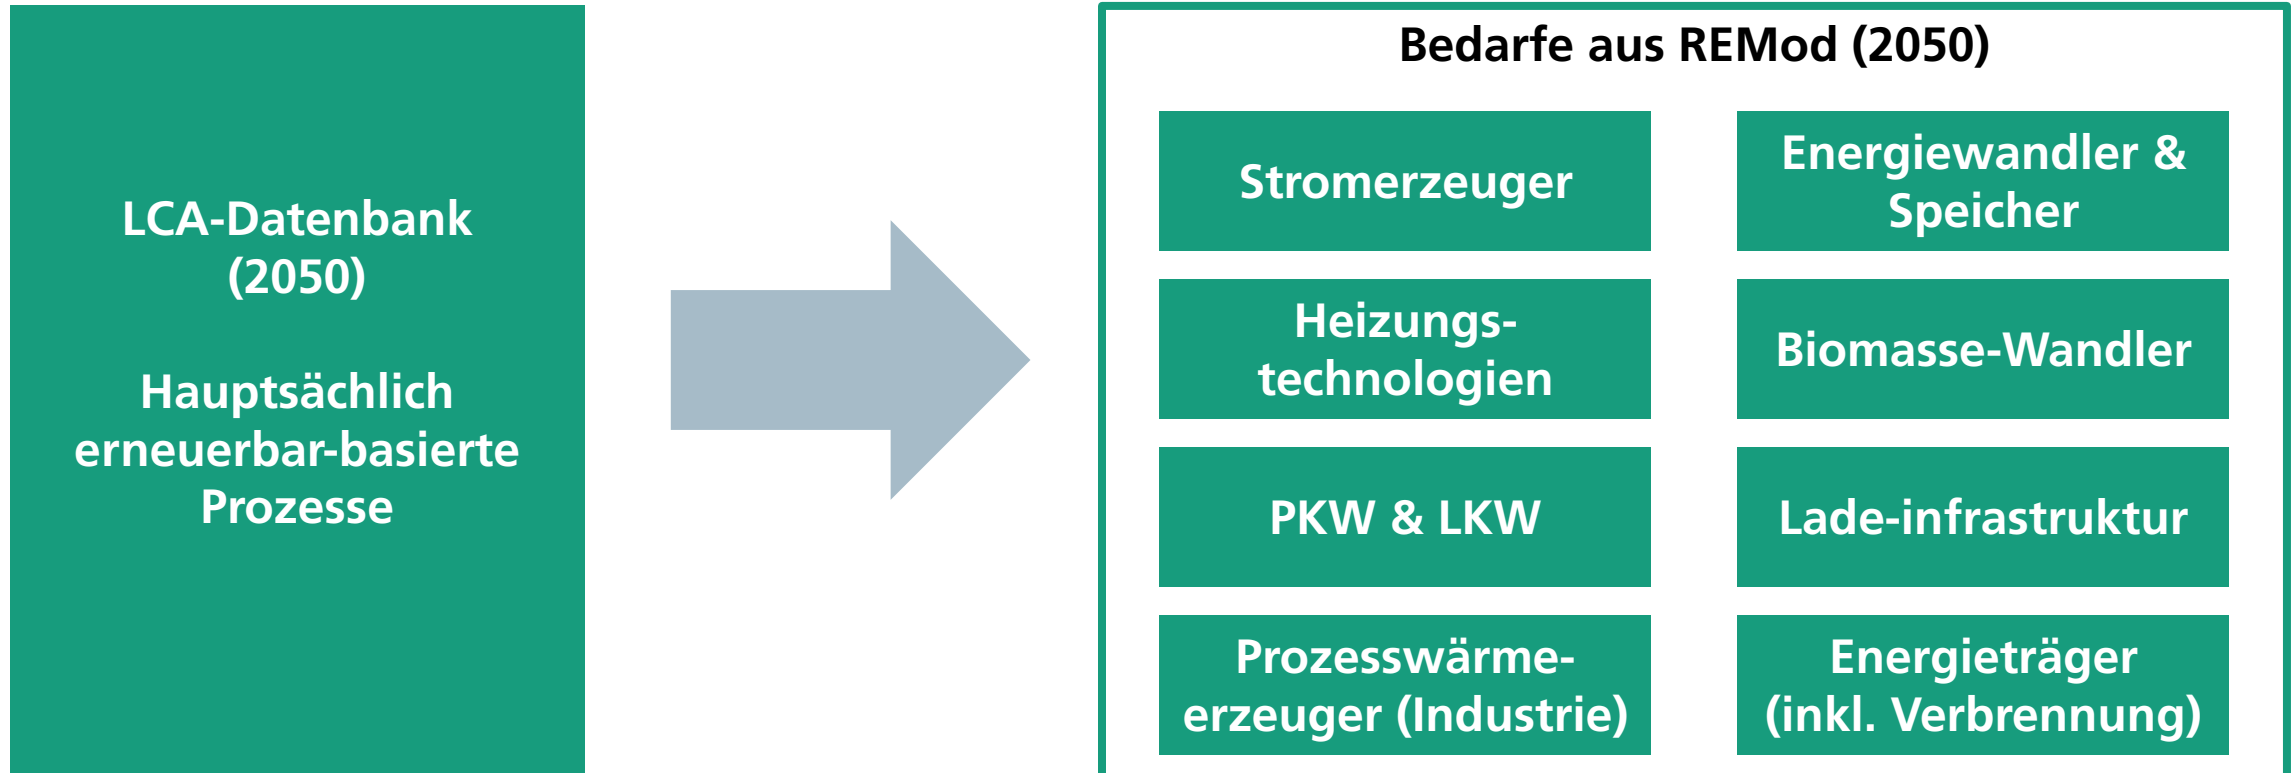 LCA-Datenbank
(2050)
Hauptsächlich
erneuerbar-basierte
Prozesse
Bedarfe aus REMod (2050)
Stromerzeuger
Energiewandler &
Speicher
Heizungs-
technologien
Biomasse-Wandler
PKW & LKW
Lade-infrastruktur
Prozesswärme-
erzeuger (Industrie)
Energieträger
(inkl. Verbrennung)